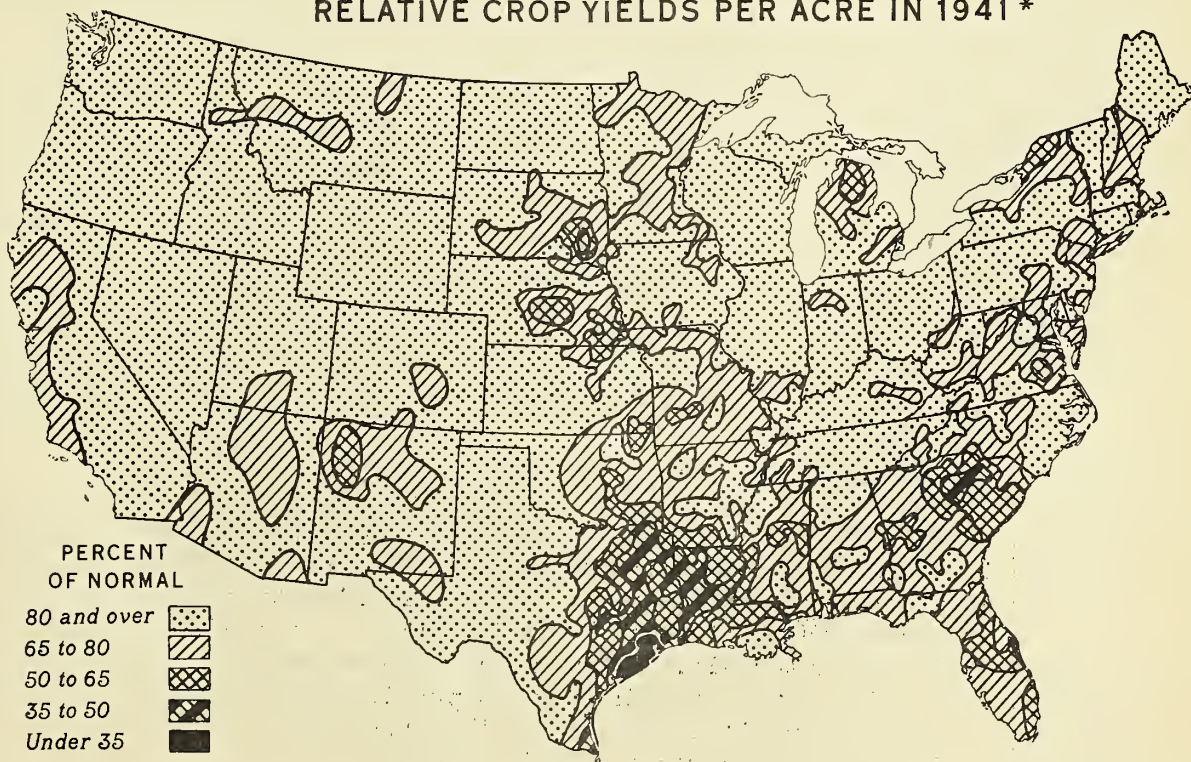 RELATIVE CROP YIELDS PER ACRE IN 1941*
PERCENT
OF NORMAL
80 and over
65 to 80
50 to 65
35 to 50
Under 35